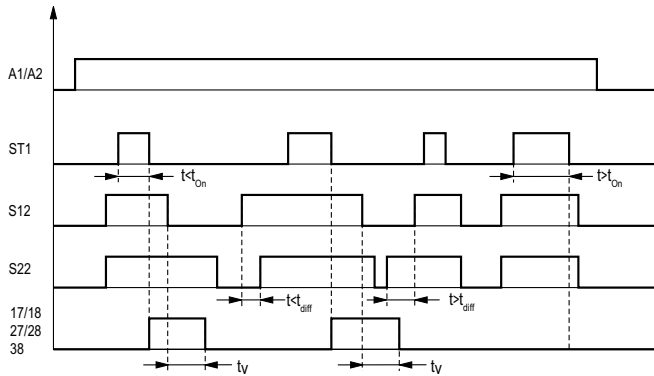 A1/A2
ST1
t<tOn
t>tOn
S12
S22
t<tdiff
t>tdiff
17/18
27/28
38
tv
tv